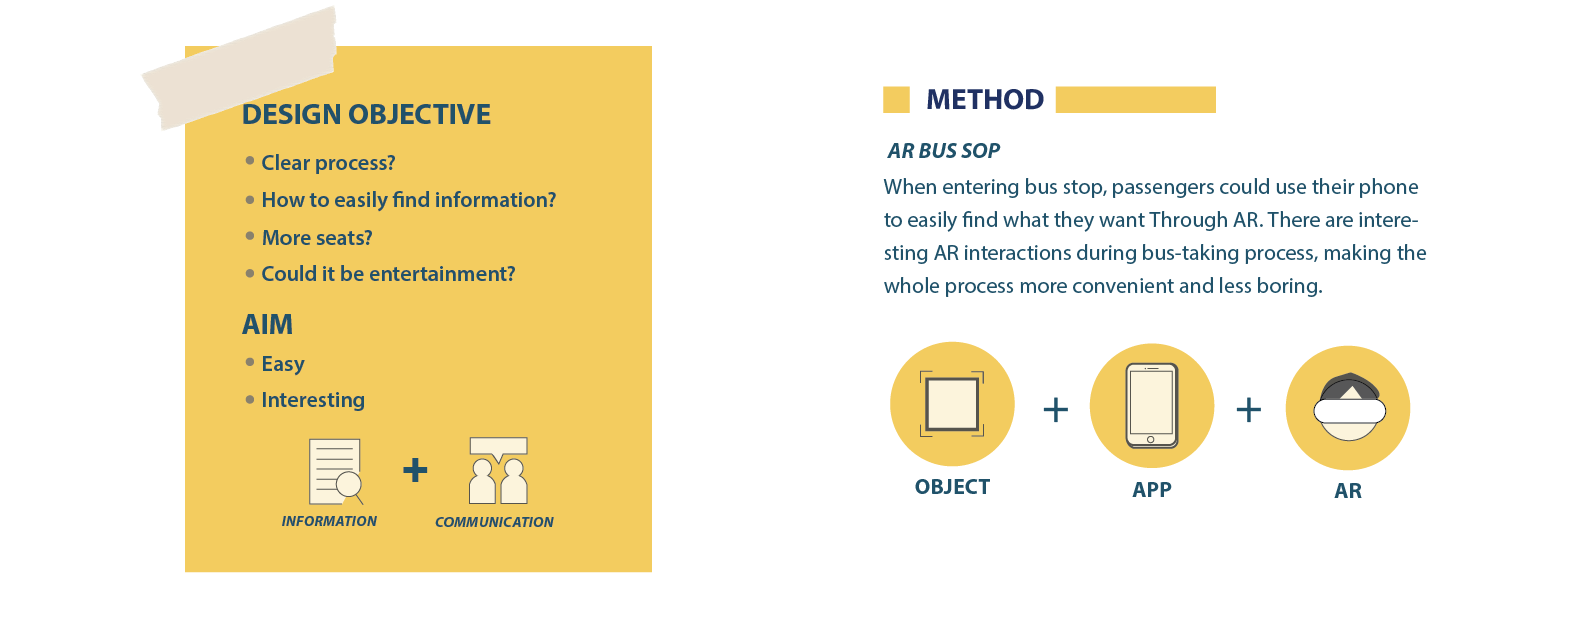 DESIGN OBJECTIVE
Clear process?
How to easily find information?
More seats?
Could it be entertainment?
AIM
Easy
Interesting
+
INFORMATION
COMMUNICATION
METHOD
AR BUS SOP
When entering bus stop, passengers could use their phone
to easily find what they want Through AR. There are intere-
sting AR interactions during bus-taking process, making the
whole process more convenient and less boring.
+ +
OBJECT
APP
AR